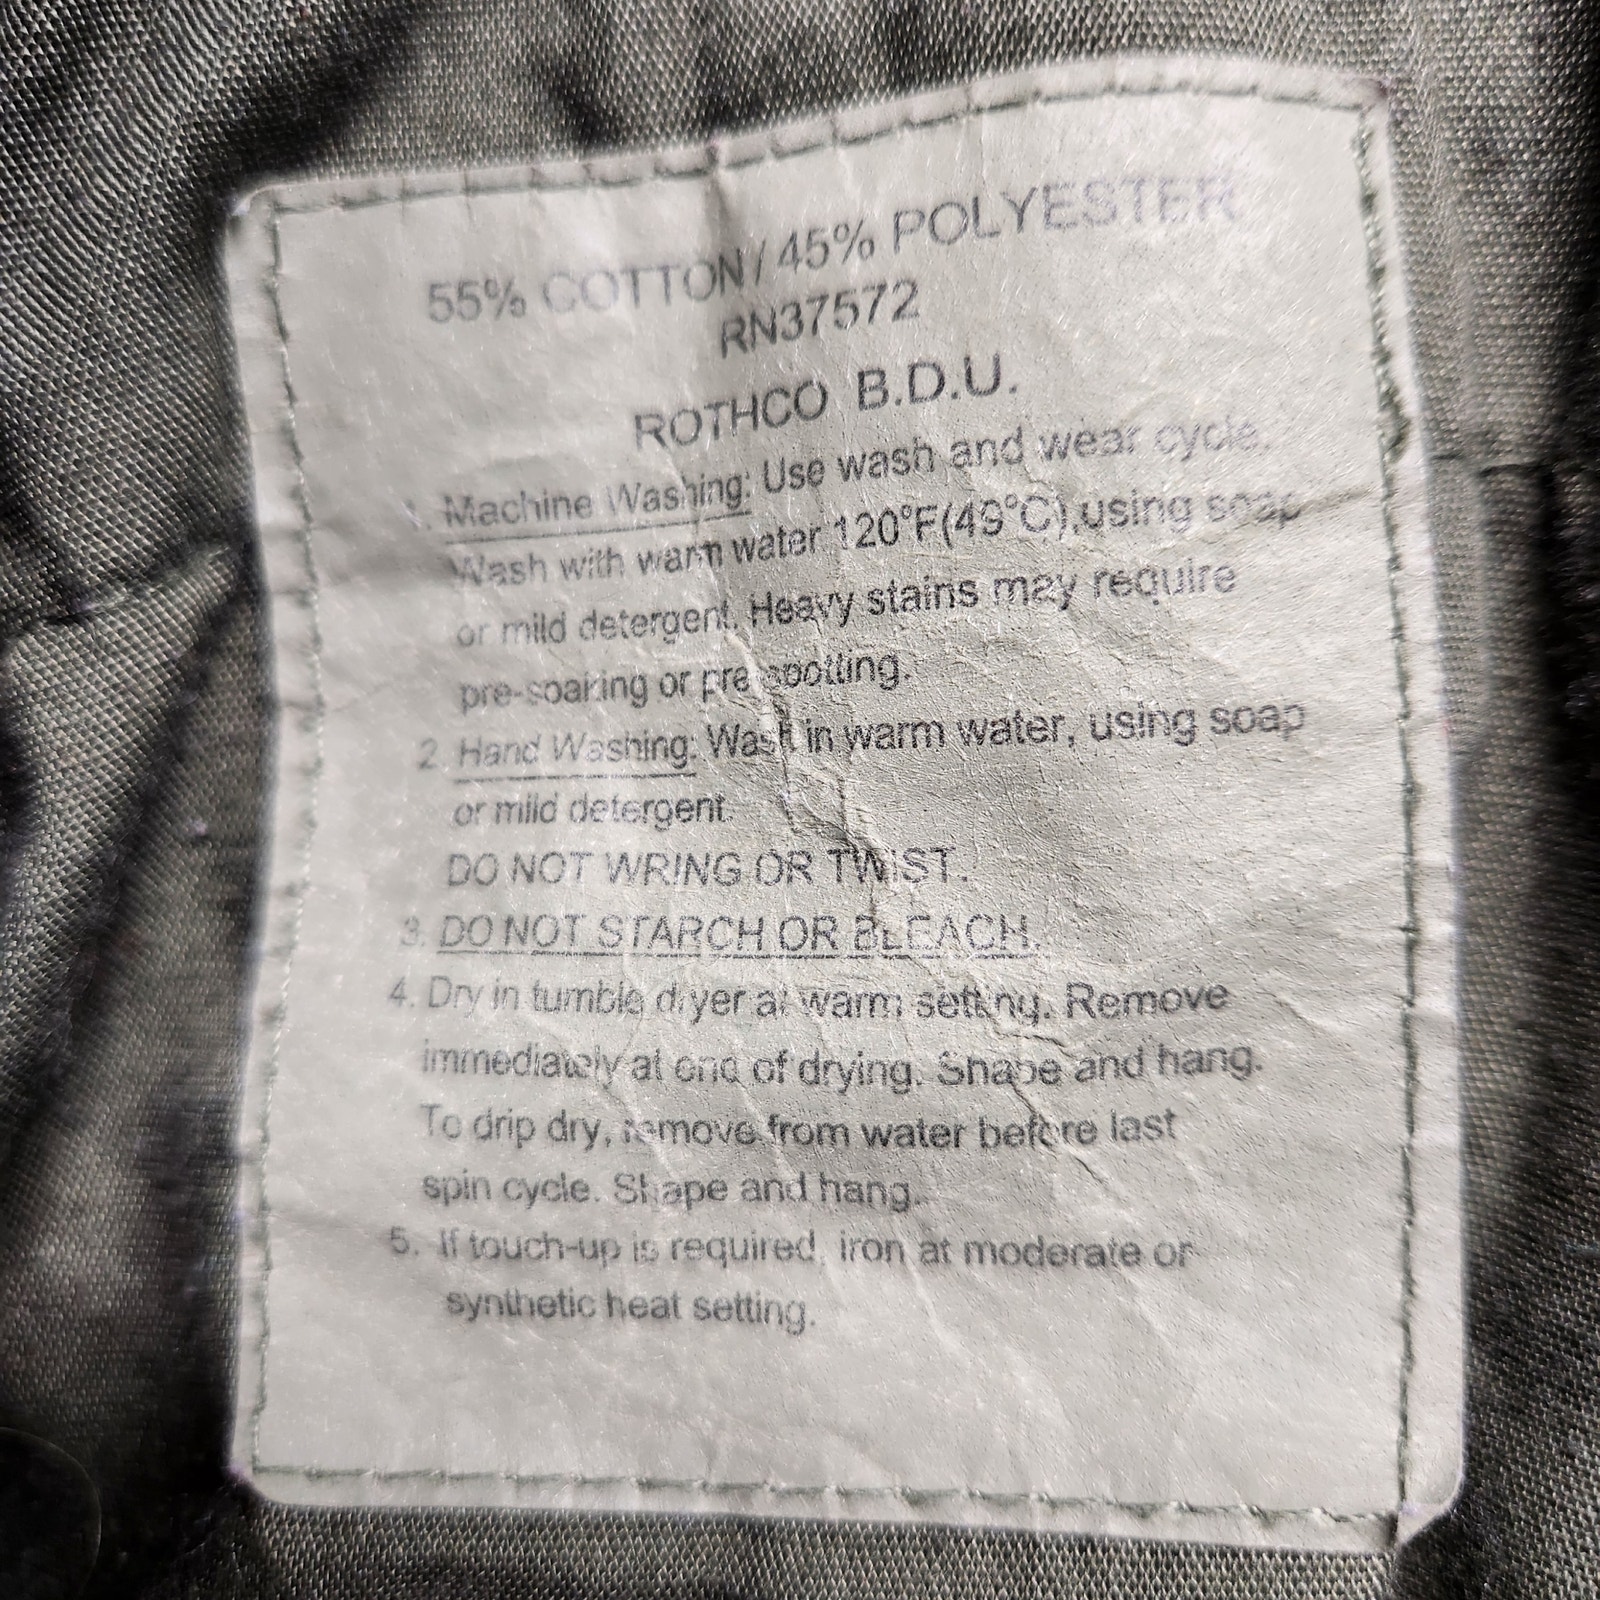 55% COTTON/45% POLYESTER
RN37572
ROTHCO B.D.U.
1. Machine Washing: Use wash and wear cycle.
Wash with warm water 120°F(49°C),using soap
or mild detergent. Heavy stains may require
pre-soaking or pre spotting.
2. Hand Washing: Wash in warm water, using soap
or mild detergent.
DO NOT WRING OR TWIST.
3. DO NOT STARCH OR BLEACH.
4. Dry in tumble dryer at warm setting. Remove
immediately at end of drying. Shape and hang.
To drip dry, remove from water before last
spin cycle. Shape and hang.
5. If touch-up is required, iron at moderate or
synthetic heat setting.